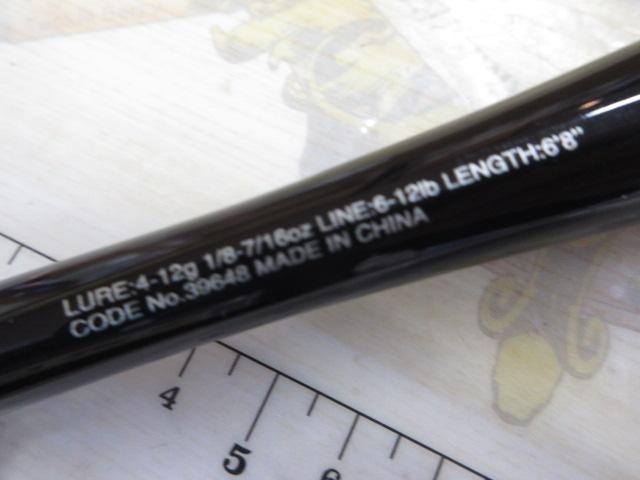 LURE:4-12g 1/8-7/16oz LINE:6-12lb LENGTH:6'8"
CODE No.39648 MADE IN CHINA
4
5
6